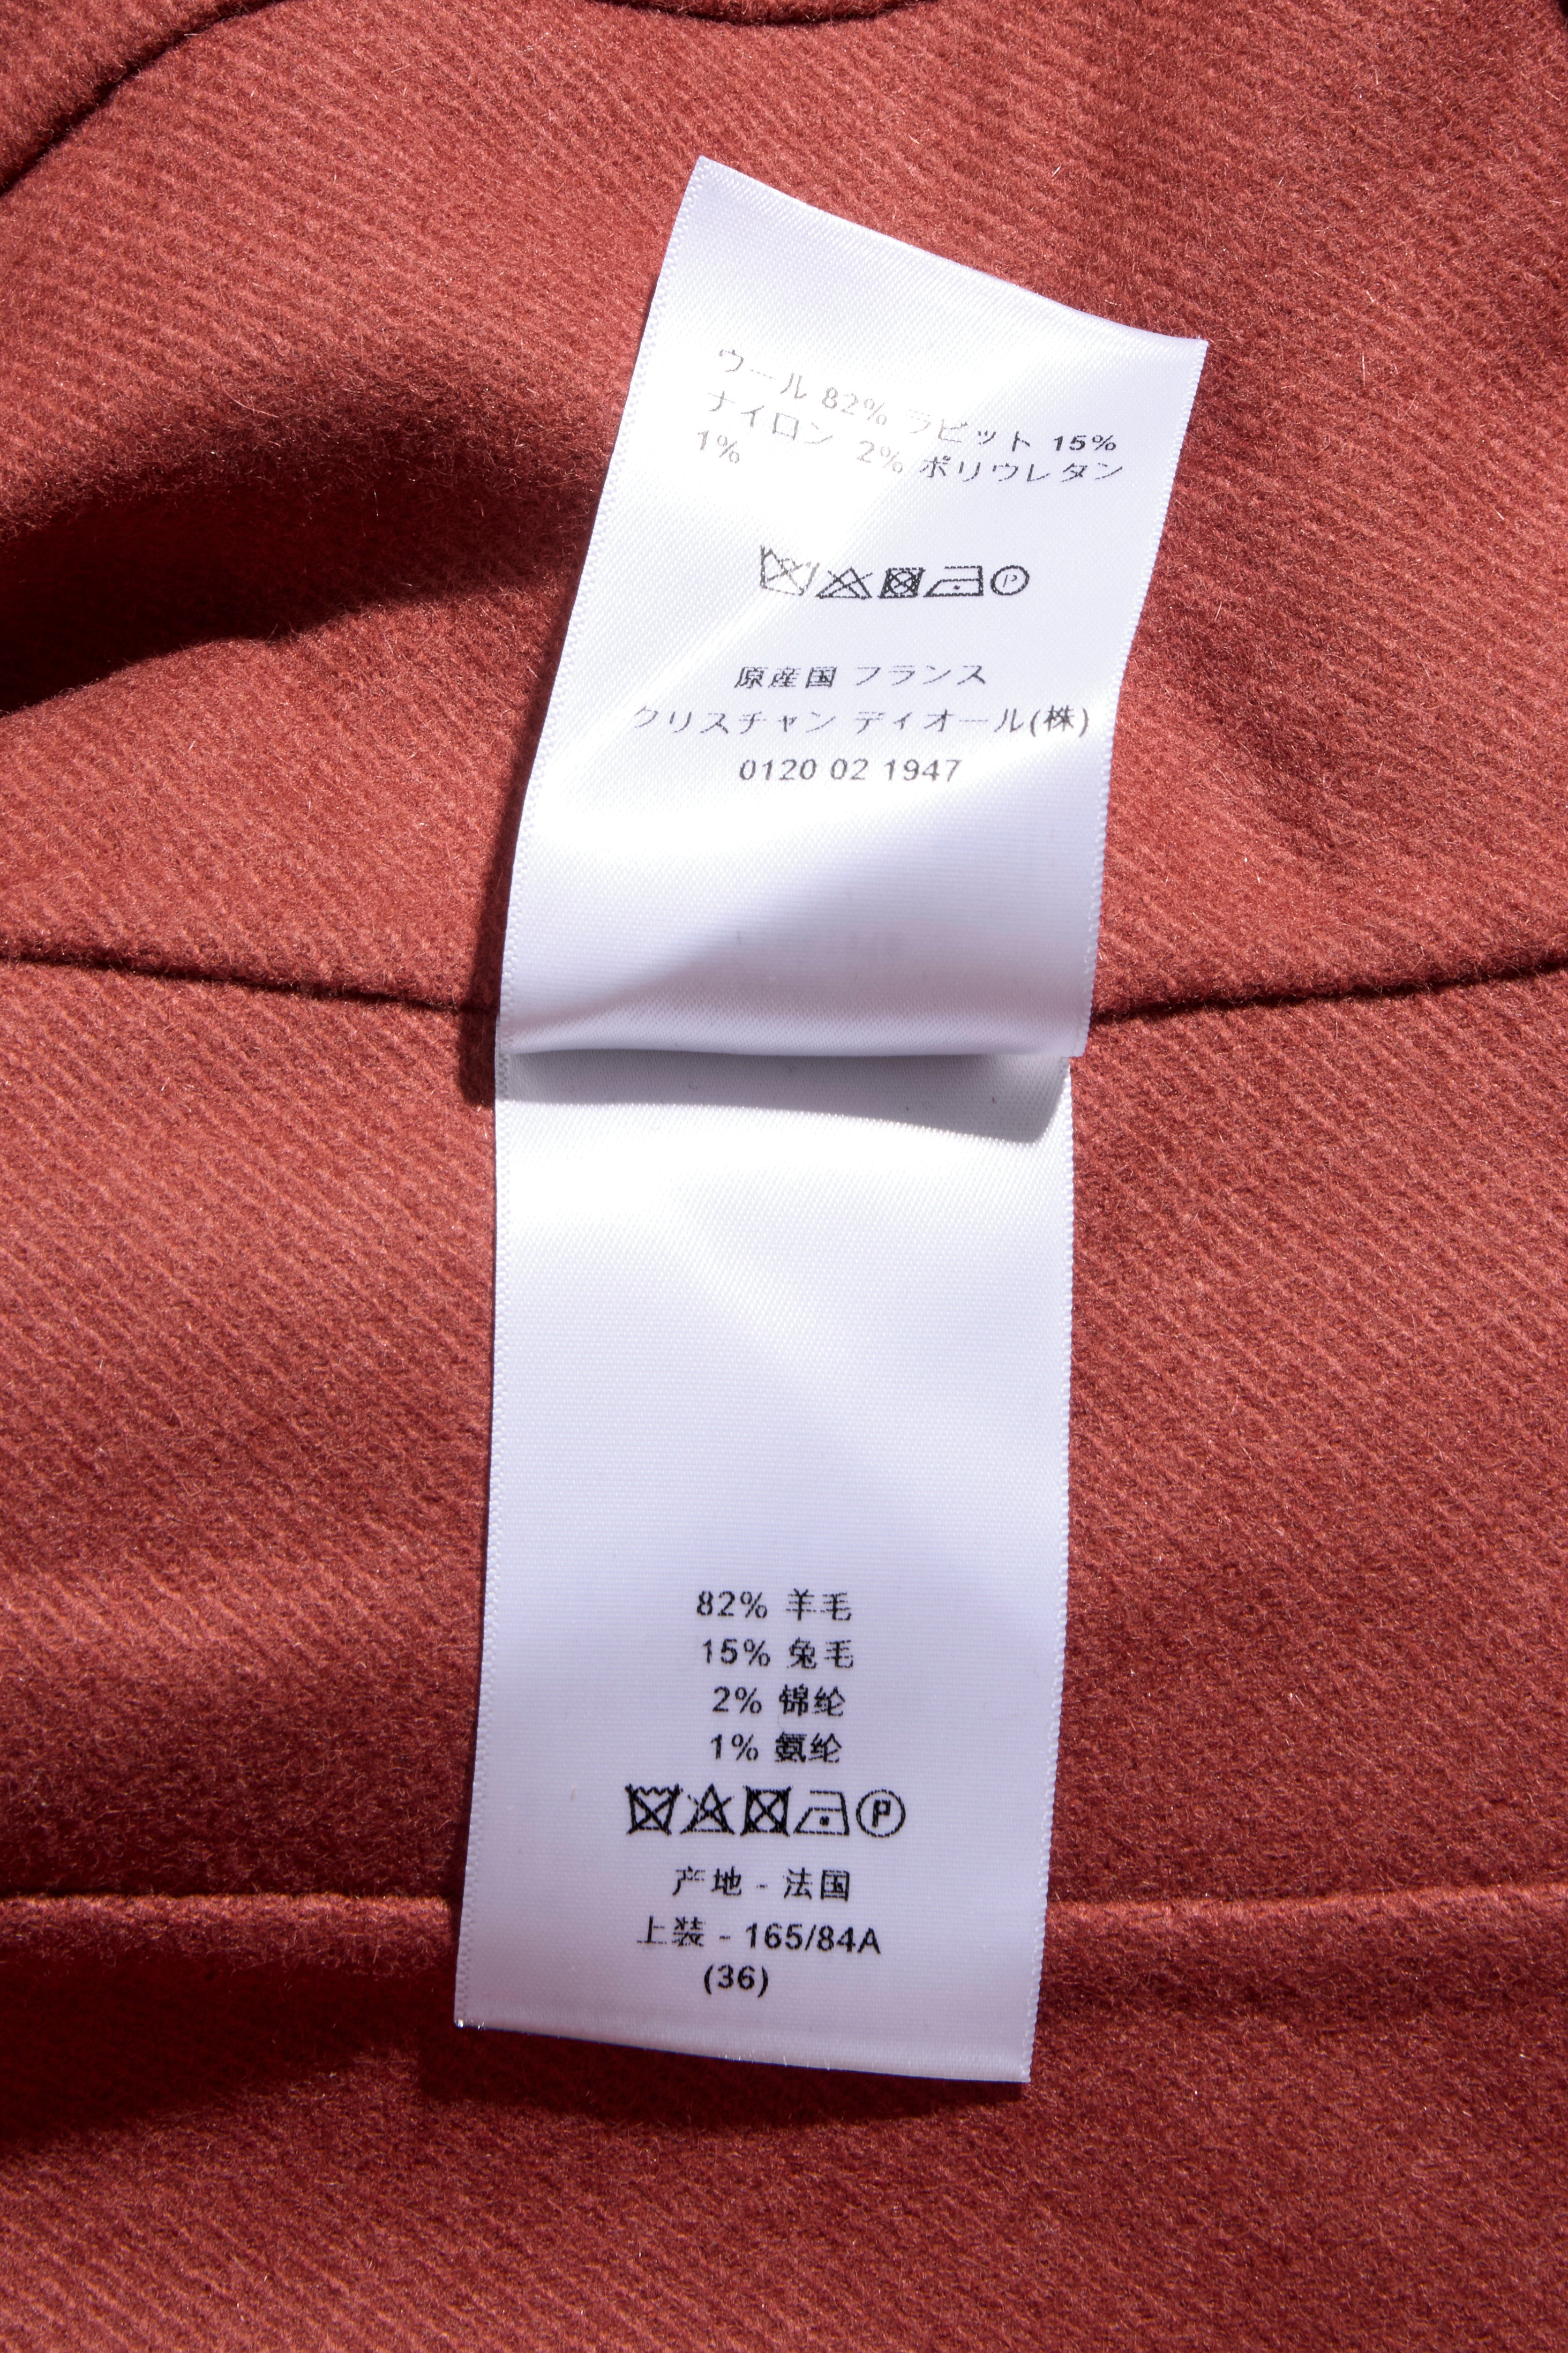 ウール 82% ラビット 15%
ナイロン 2% ポリウレタン
1%
P
原産国 フランス
クリスチャン ディオール(株)
0120 02 1947
82% 羊毛
15% 兔毛
2% 锦纶
1% 氨纶
P
产地 - 法国
上装 - 165/84A
(36)